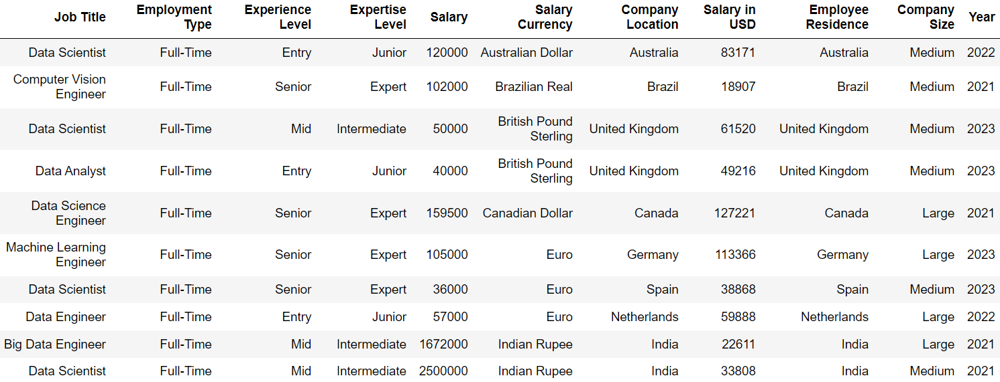 Job Title Employment Type Experience Level Expertise Level Salary Salary Currency Company Location Salary in USD Employee Residence Company Size Year
Data Scientist Full-Time Entry Junior 120000 Australian Dollar Australia 83171 Australia Medium 2022
Computer Vision Engineer Full-Time Senior Expert 102000 Brazilian Real Brazil 18907 Brazil Medium 2021
Data Scientist Full-Time Mid Intermediate 50000 British Pound Sterling United Kingdom 61520 United Kingdom Medium 2023
Data Analyst Full-Time Entry Junior 40000 British Pound Sterling United Kingdom 49216 United Kingdom Medium 2023
Data Science Engineer Full-Time Senior Expert 159500 Canadian Dollar Canada 127221 Canada Large 2021
Machine Learning Engineer Full-Time Senior Expert 105000 Euro Germany 113366 Germany Large 2023
Data Scientist Full-Time Senior Expert 36000 Euro Spain 38868 Spain Medium 2023
Data Engineer Full-Time Entry Junior 57000 Euro Netherlands 59888 Netherlands Large 2022
Big Data Engineer Full-Time Mid Intermediate 1672000 Indian Rupee India 22611 India Large 2021
Data Scientist Full-Time Mid Intermediate 2500000 Indian Rupee India 33808 India Medium 2021